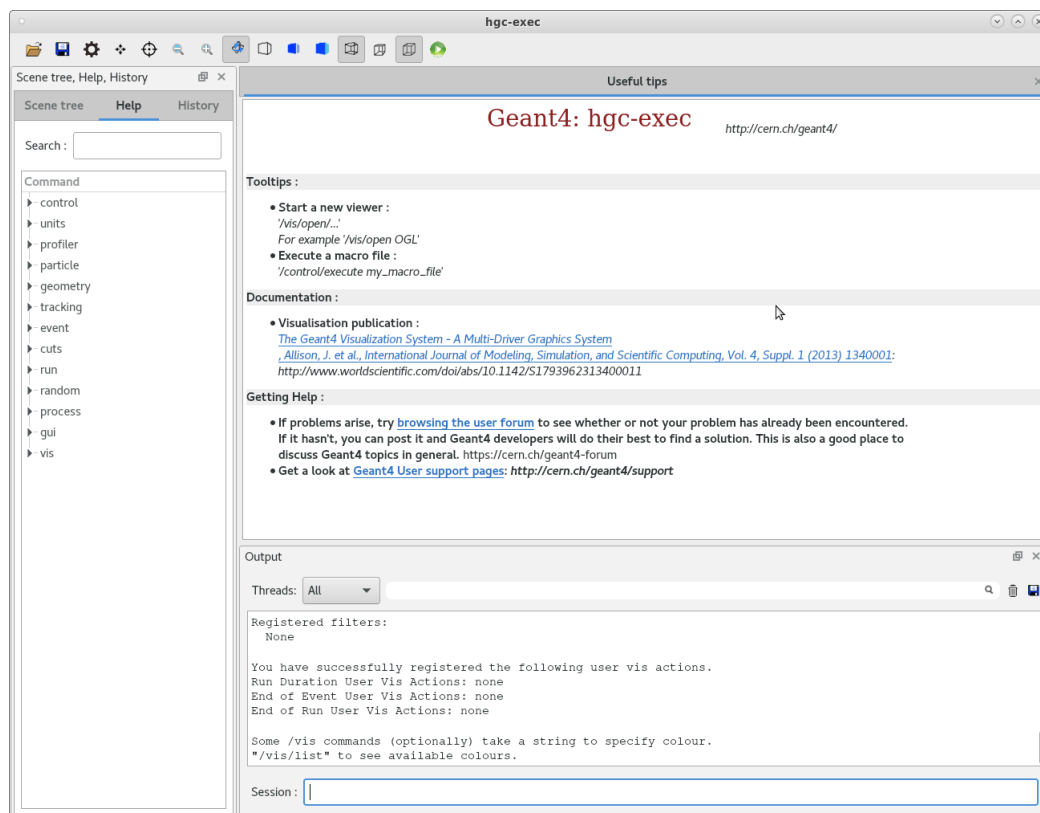 hgc-exec
Scene tree, Help, History
Useful tips
Scene tree Help History
Search :
Command
control
units
profiler
particle
geometry
tracking
event
cuts
run
random
process
gui
vis
Geant4: hgc-exec http://cern.ch/geant4/
Tooltips :
• Start a new viewer :
'/vis/open/...'
For example '/vis/open OGL'
• Execute a macro file :
'/control/execute my_macro_file'
Documentation :
• Visualisation publication :
The Geant4 Visualization System - A Multi-Driver Graphics System
, Allison, J. et al., International Journal of Modeling, Simulation, and Scientific Computing, Vol. 4, Suppl. 1 (2013) 1340001:
http://www.worldscientific.com/doi/abs/10.1142/S1793962313400011
Getting Help :
• If problems arise, try browsing the user forum to see whether or not your problem has already been encountered.
If it hasn't, you can post it and Geant4 developers will do their best to find a solution. This is also a good place to
discuss Geant4 topics in general. https://cern.ch/geant4-forum
• Get a look at Geant4 User support pages: http://cern.ch/geant4/support
Output
Threads: All
Registered filters:
None
You have successfully registered the following user vis actions.
Run Duration User Vis Actions: none
End of Event User Vis Actions: none
End of Run User Vis Actions: none
Some /vis commands (optionally) take a string to specify colour.
"/vis/list" to see available colours.
Session :